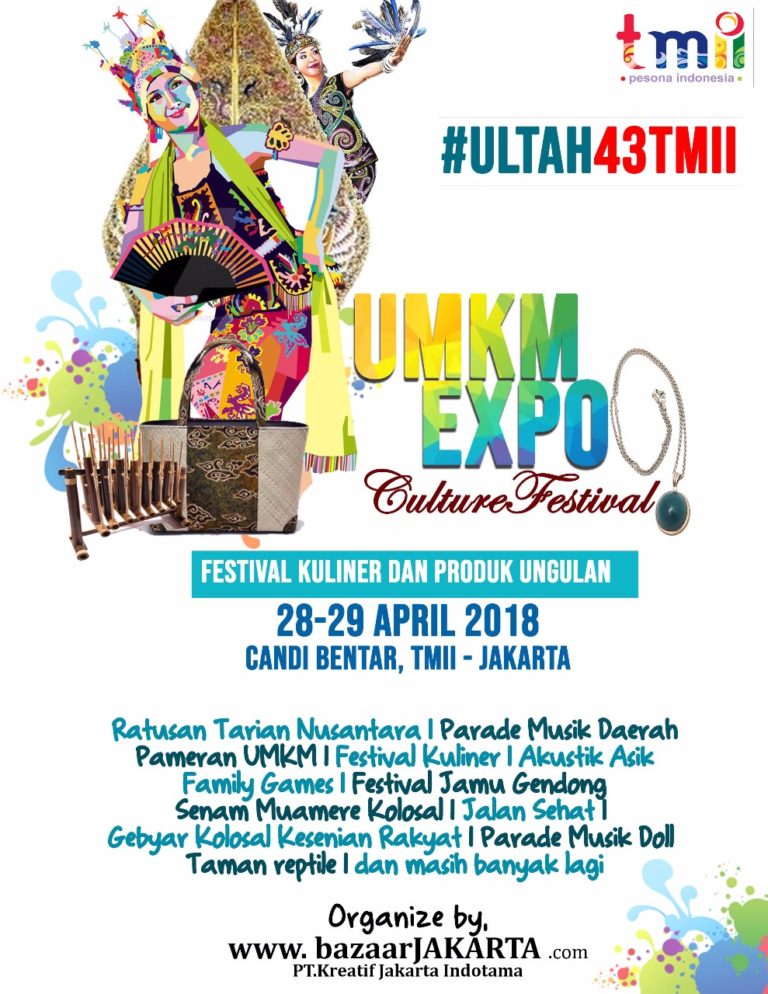 tmii
pesona indonesia
#ULTAH43TMII
UMKM
EXPO
Culture Festival
FESTIVAL KULINER DAN PRODUK UNGULAN
28-29 APRIL 2018
CANDI BENTAR, TMII - JAKARTA
Ratusan Tarian Nusantara | Parade Musik Daerah
Pameran UMKM | Festival Kuliner | Akustik Asik
Family Games | Festival Jamu Gendong
Senam Muamere Kolosal | Jalan Sehat |
Gebyar Kolosal Kesenian Rakyat | Parade Musik Doll
Taman reptile | dan masih banyak lagi
Organize by,
www. bazaarJAKARTA .com
PT.Kreatif Jakarta Indotama